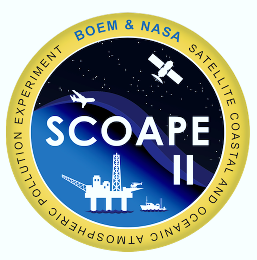 BOEM & NASA
SATELLITE COASTAL AND OCEANIC ATMOSPHERIC POLLUTION EXPERIMENT
SCOAPE
II